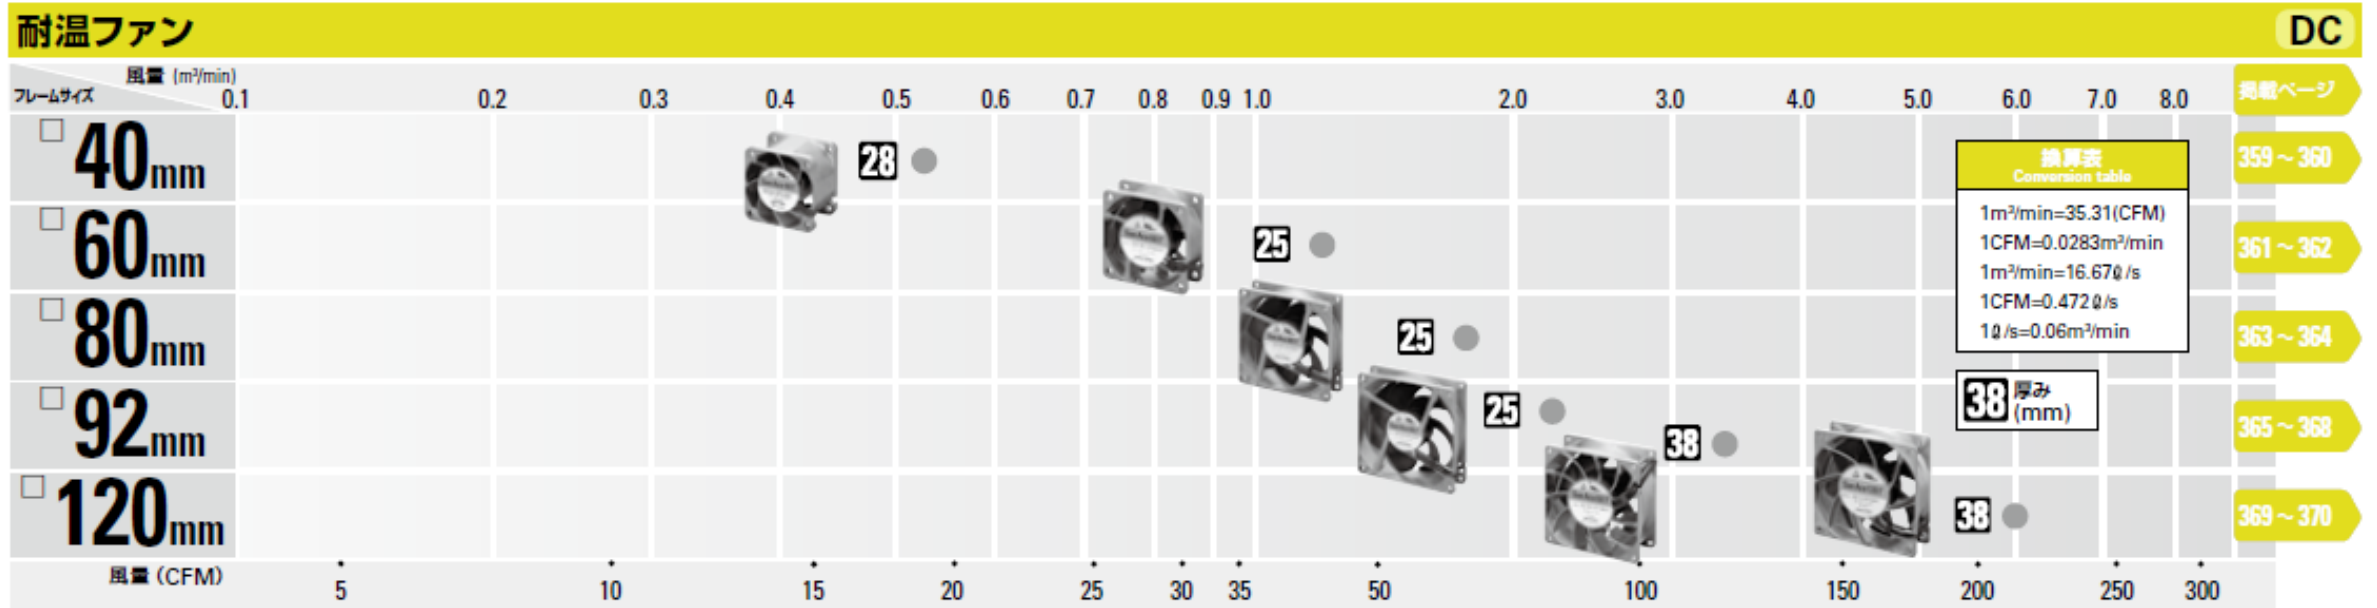 耐温ファン
DC
風量 (m³/min)
フレームサイズ
0.1 0.2 0.3 0.4 0.5 0.6 0.7 0.8 0.9 1.0 2.0 3.0 4.0 5.0 6.0 7.0 8.0
掲載ページ
□40mm
28
359～360
□60mm
25
361～362
□80mm
25
363～364
□92mm
25
38
365～368
□120mm
38
369～370
換算表
Conversion table
1m³/min=35.31(CFM)
1CFM=0.0283m³/min
1m³/min=16.67ℓ/s
1CFM=0.472ℓ/s
1ℓ/s=0.06m³/min
38 厚み
(mm)
風量 (CFM)
5 10 15 20 25 30 35 50 100 150 200 250 300